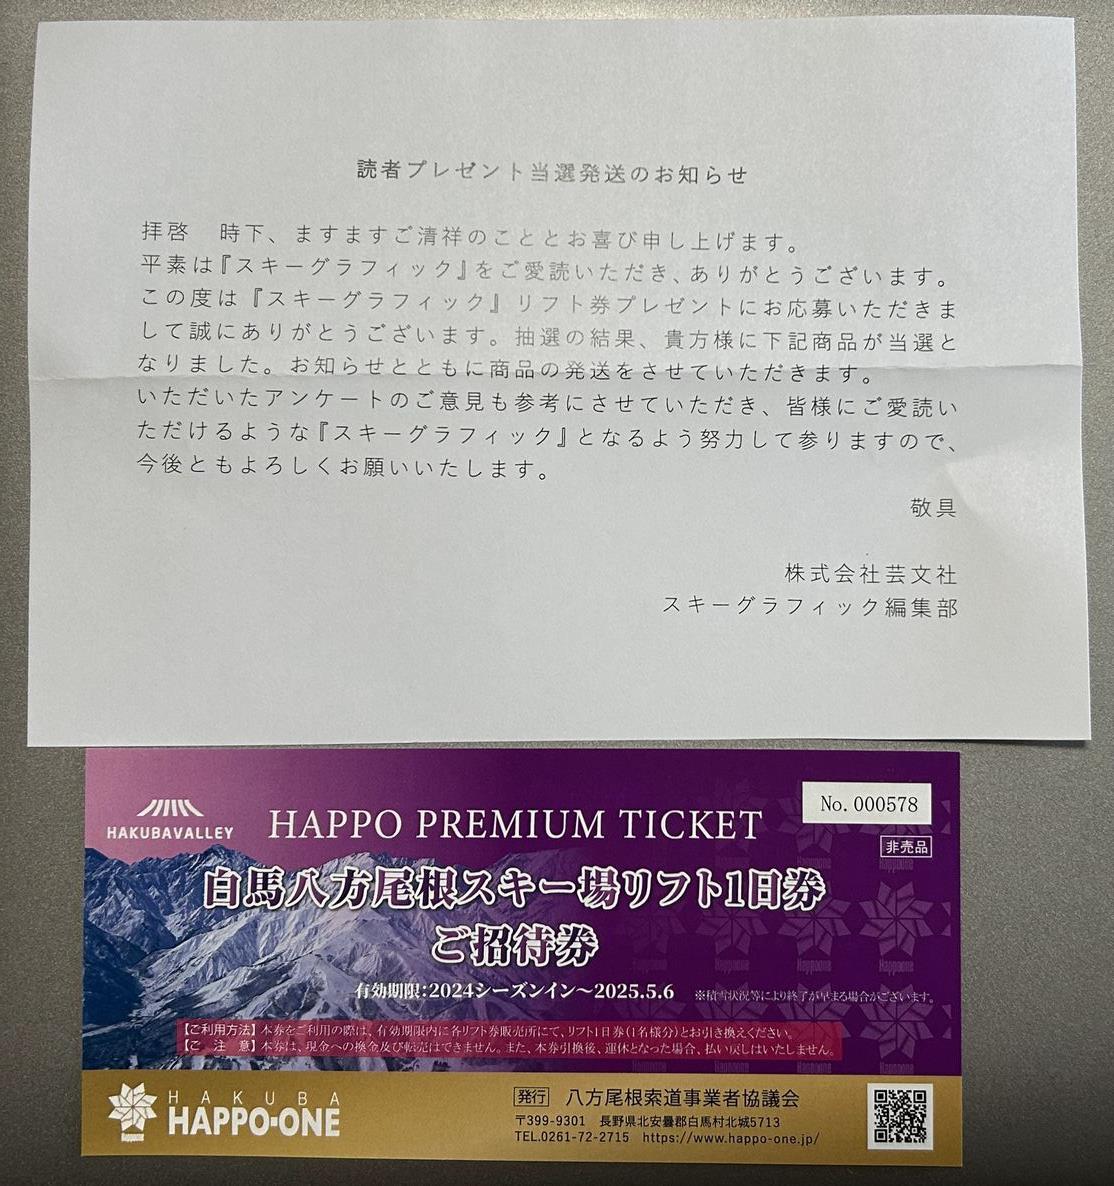 読者プレゼント当選発送のお知らせ
拝啓　時下、ますますご清祥のこととお喜び申し上げます。
平素は『スキーグラフィック』をご愛読いただき、ありがとうございます。
この度は『スキーグラフィック』リフト券プレゼントにお応募いただきま
して誠にありがとうございます。抽選の結果、貴方様に下記商品が当選と
なりました。お知らせとともに商品の発送をさせていただきます。
いただいたアンケートのご意見も参考にさせていただき、皆様にご愛読い
ただけるような『スキーグラフィック』となるよう努力して参りますので、
今後ともよろしくお願いいたします。
敬具
株式会社芸文社
スキーグラフィック編集部
HAKUBAVALLEY
HAPPO PREMIUM TICKET
No. 000578
非売品
白馬八方尾根スキー場リフト1日券
ご招待券
有効期限:2024シーズンイン～2025.5.6 ※積雪状況等により終了が早まる場合がございます。
【ご利用方法】本券をご利用の際は、有効期限内に各リフト券販売所にて、リフト1日券(1名様分)とお引き換えください。
【ご 注 意】本券は、現金への換金及び転売はできません。また、本券引換後、運休となった場合、払い戻しはいたしません。
HAKUBA
HAPPO-ONE
発行 八方尾根索道事業者協議会
〒399-9301 長野県北安曇郡白馬村北城5713
TEL.0261-72-2715 https://www.happo-one.jp/
Happo-one